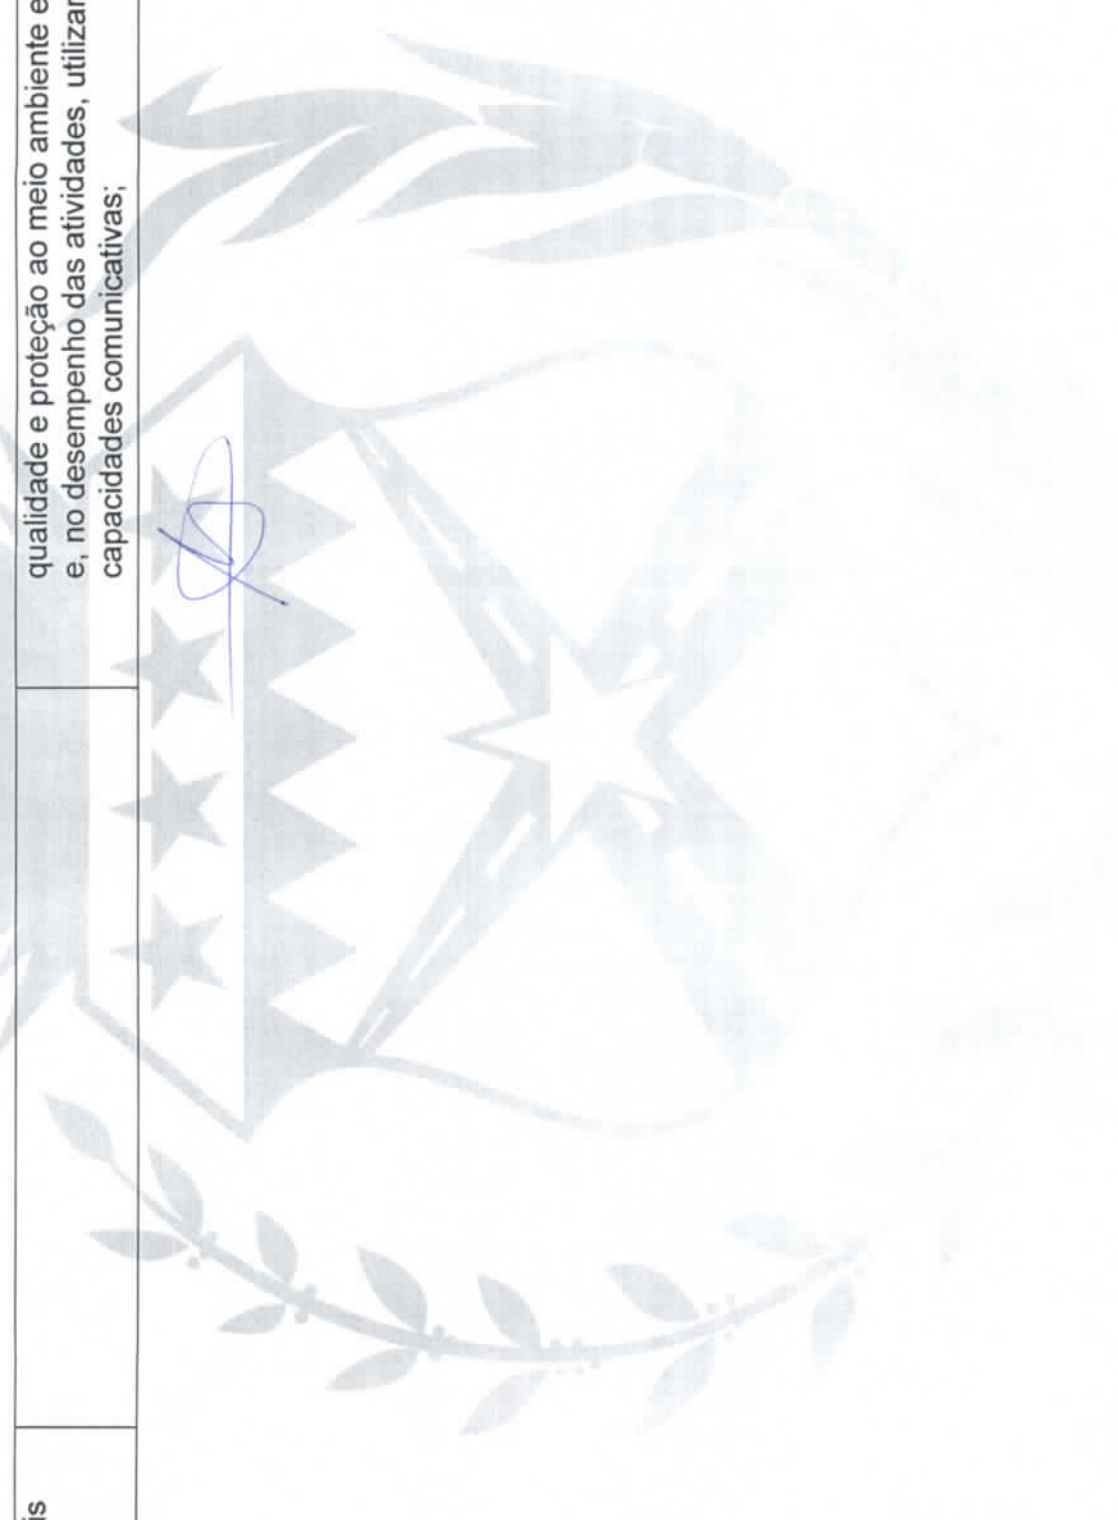 is
qualidade e proteção ao meio ambiente e
e, no desempenho das atividades, utilizar
capacidades comunicativas;